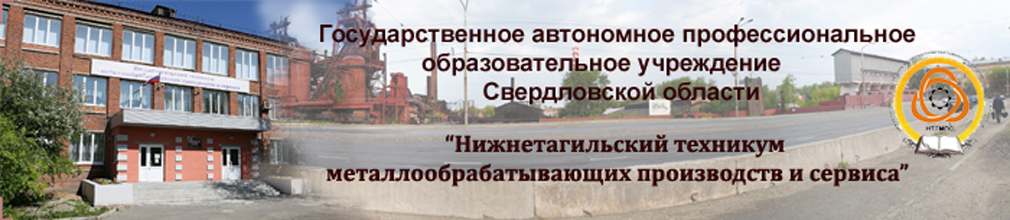 Государственное автономное профессиональное
образовательное учреждение
Свердловской области
“Нижнетагильский техникум
металлообрабатывающих производств и сервиса”